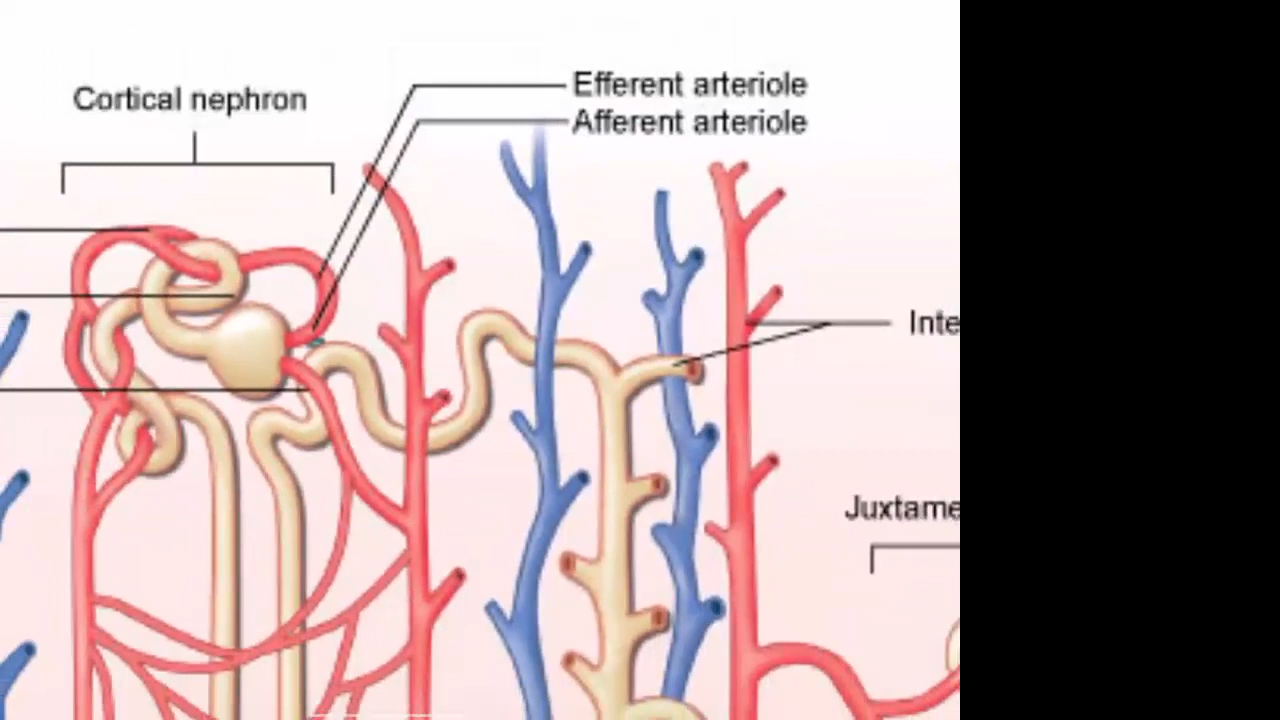 Efferent arteriole
Cortical nephron
Afferent arteriole
Inte
Juxtame